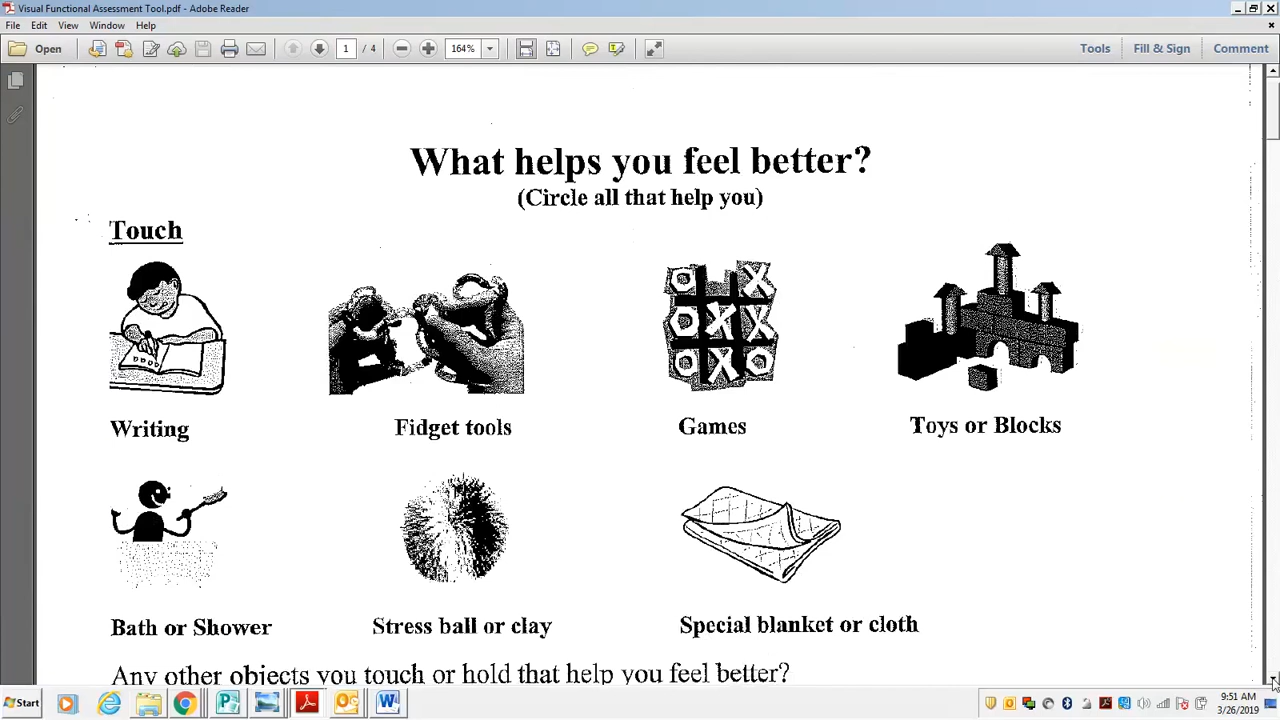 Visual Functional Assessment Tool.pdf - Adobe Reader
File Edit View Window Help
Open 1 / 4 164% Tools Fill & Sign Comment
What helps you feel better?
(Circle all that help you)
Touch
Writing Fidget tools Games Toys or Blocks
Bath or Shower Stress ball or clay Special blanket or cloth
Any other objects you touch or hold that help you feel better?
Start 9:51 AM
3/26/2019